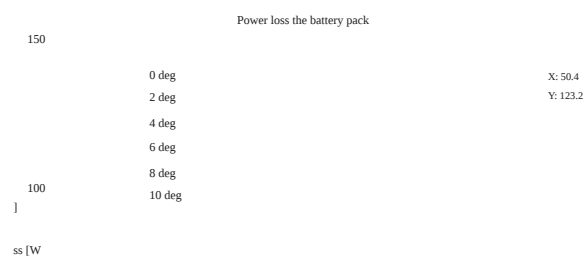 Power loss the battery pack
150
0 deg
X: 50.4
2 deg
Y: 123.2
4 deg
6 deg
8 deg
100
10 deg
]
ss [W